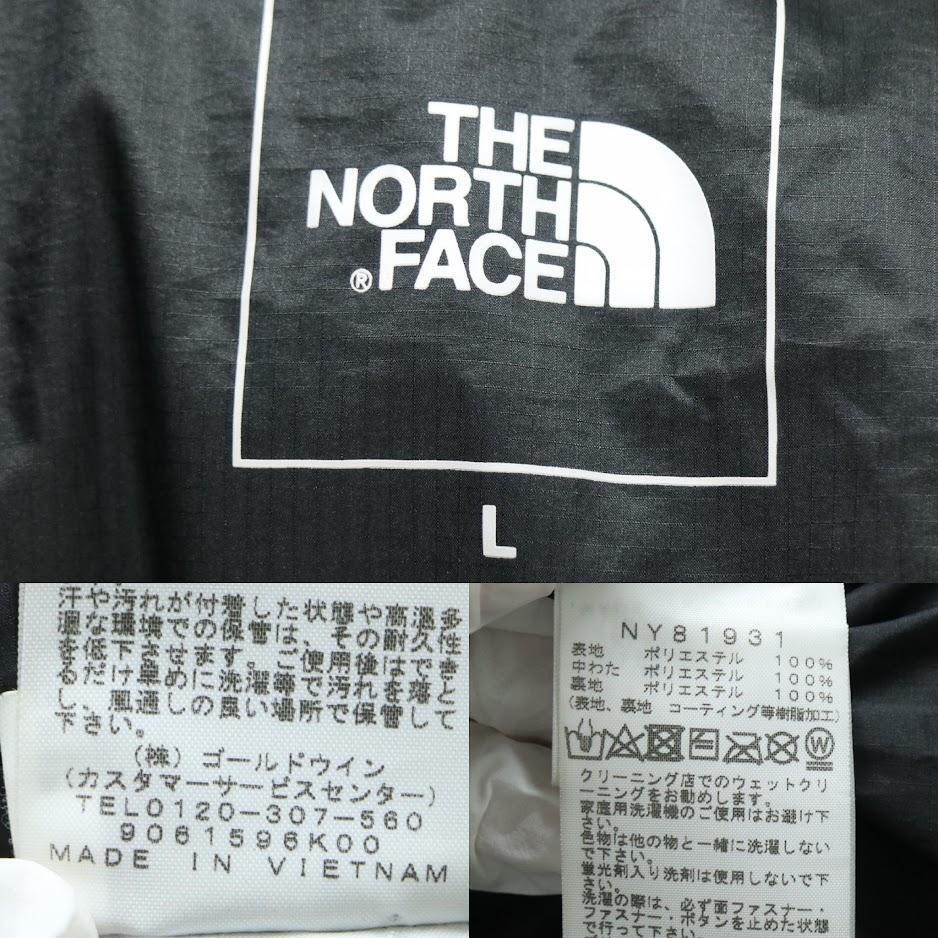 THE
NORTH
FACE
®
L
汗や汚れが付着した状態や高温多
湿な環境での保管は、その耐久性
を低下させます。ご使用後はでき
るだけ早めに洗濯等で汚れを落と
し、風通しの良い場所で保管して
下さい。
(株) ゴールドウイン
(カスタマーサービスセンター)
TEL0120-307-560
9061596K00
MADE IN VIETNAM
NY81931
表地 ポリエステル 100%
中わた ポリエステル 100%
裏地 ポリエステル 100%
(表地、裏地 コーティング等樹脂加工)
W
クリーニング店でのウェットクリ
ーニングをお勧めします。
家庭用洗濯機のご使用はお避け下
さい。
色物は他の物と一緒に洗濯しない
で下さい。
蛍光剤入り洗剤は使用しないで下
さい。
洗濯の際は、必ず面ファスナー・
ファスナー・ボタンを止めた状態
で行って下さい。